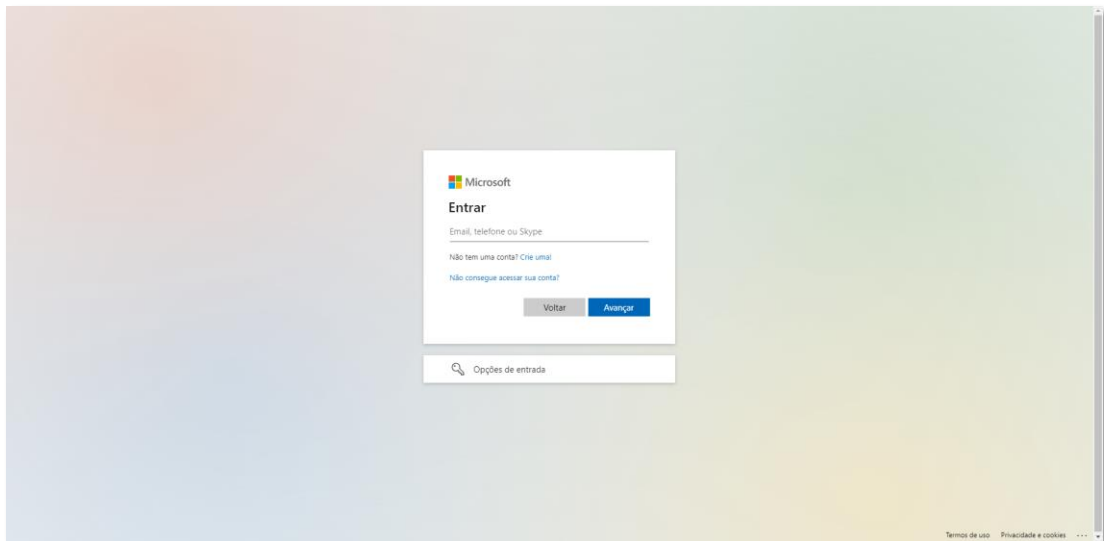 Microsoft
Entrar
Email, telefone ou Skype
Não tem uma conta? Crie uma!
Não consegue acessar sua conta?
Voltar Avançar
Opções de entrada
Termos de uso Privacidade e cookies ...